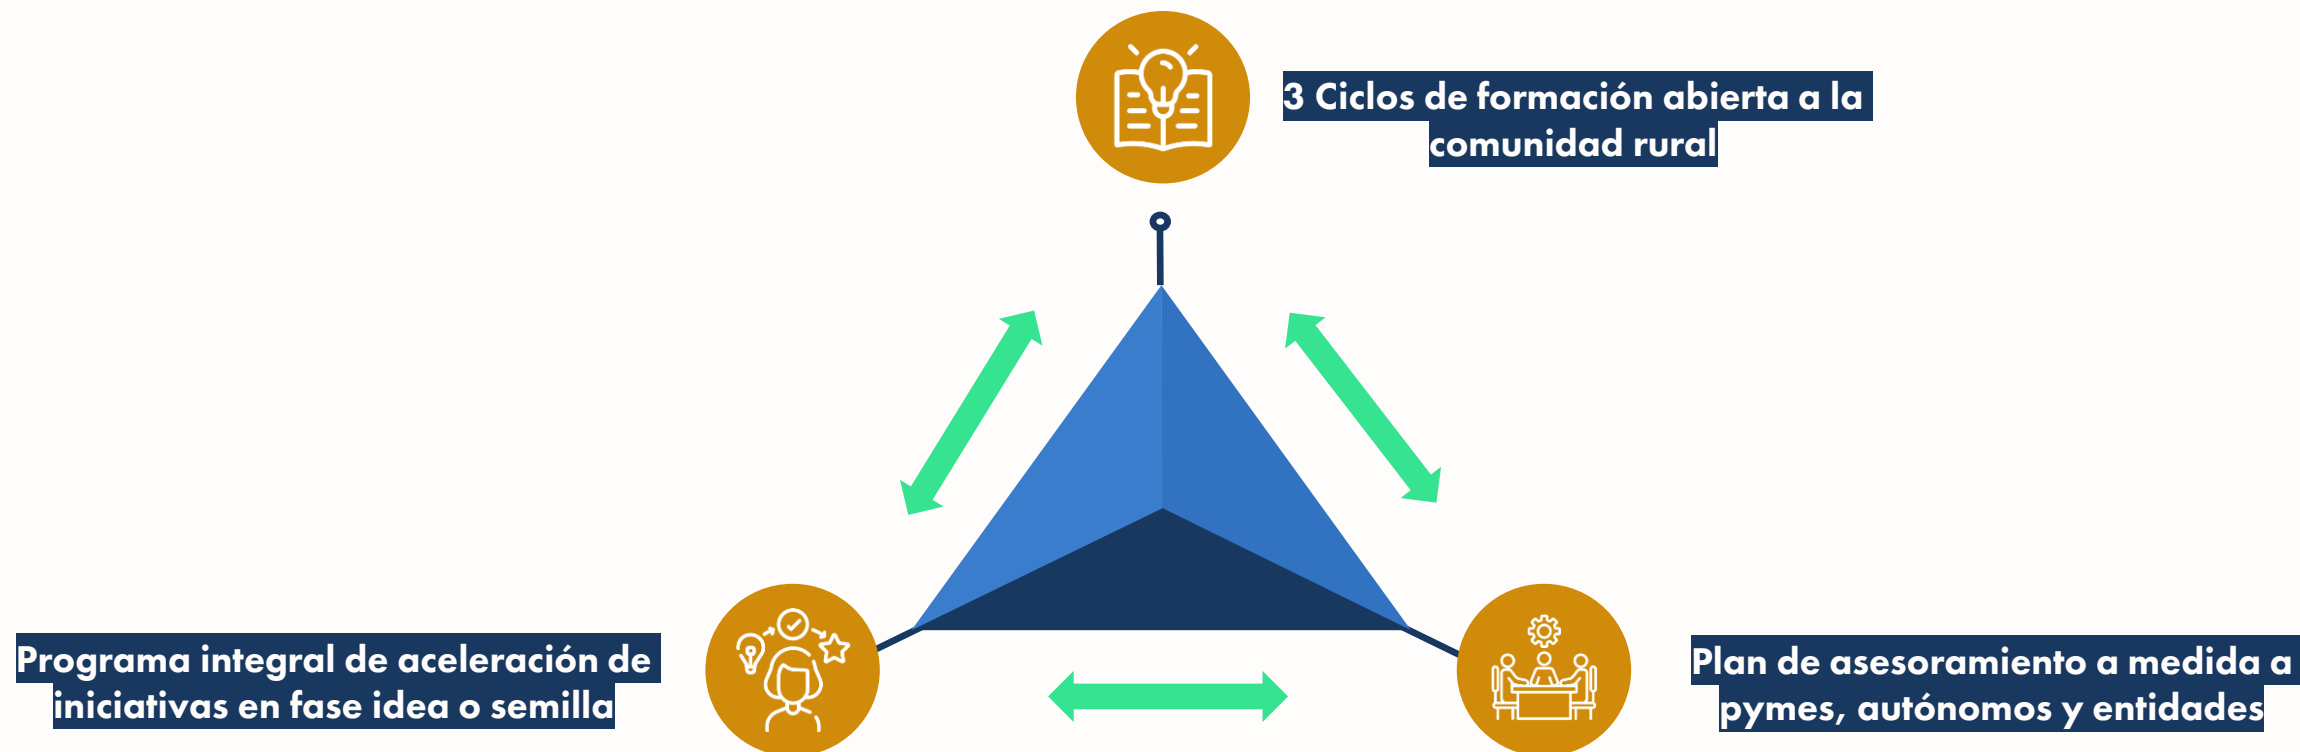 3 Ciclos de formación abierta a la
comunidad rural
Programa integral de aceleración de
iniciativas en fase idea o semilla
Plan de asesoramiento a medida a
pymes, autónomos y entidades